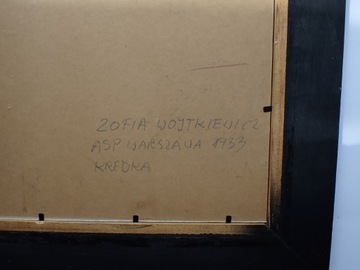 ZOFIA WOJTKIEWICZ
ASP WARSZAWA 1933
KREDKA